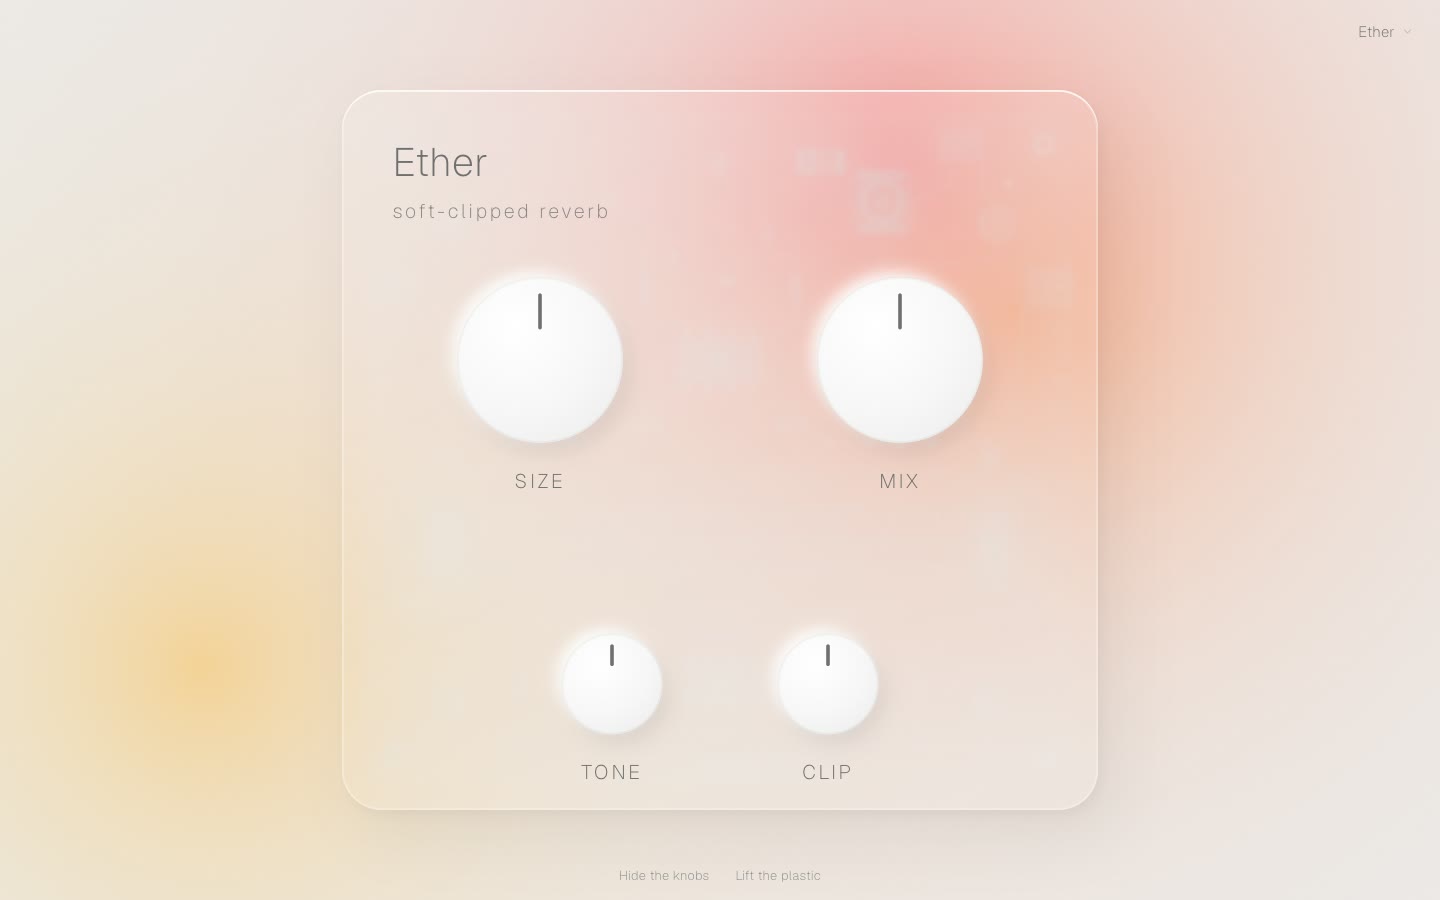 Ether
Ether
soft-clipped reverb
SIZE
MIX
TONE
CLIP
Hide the knobs
Lift the plastic